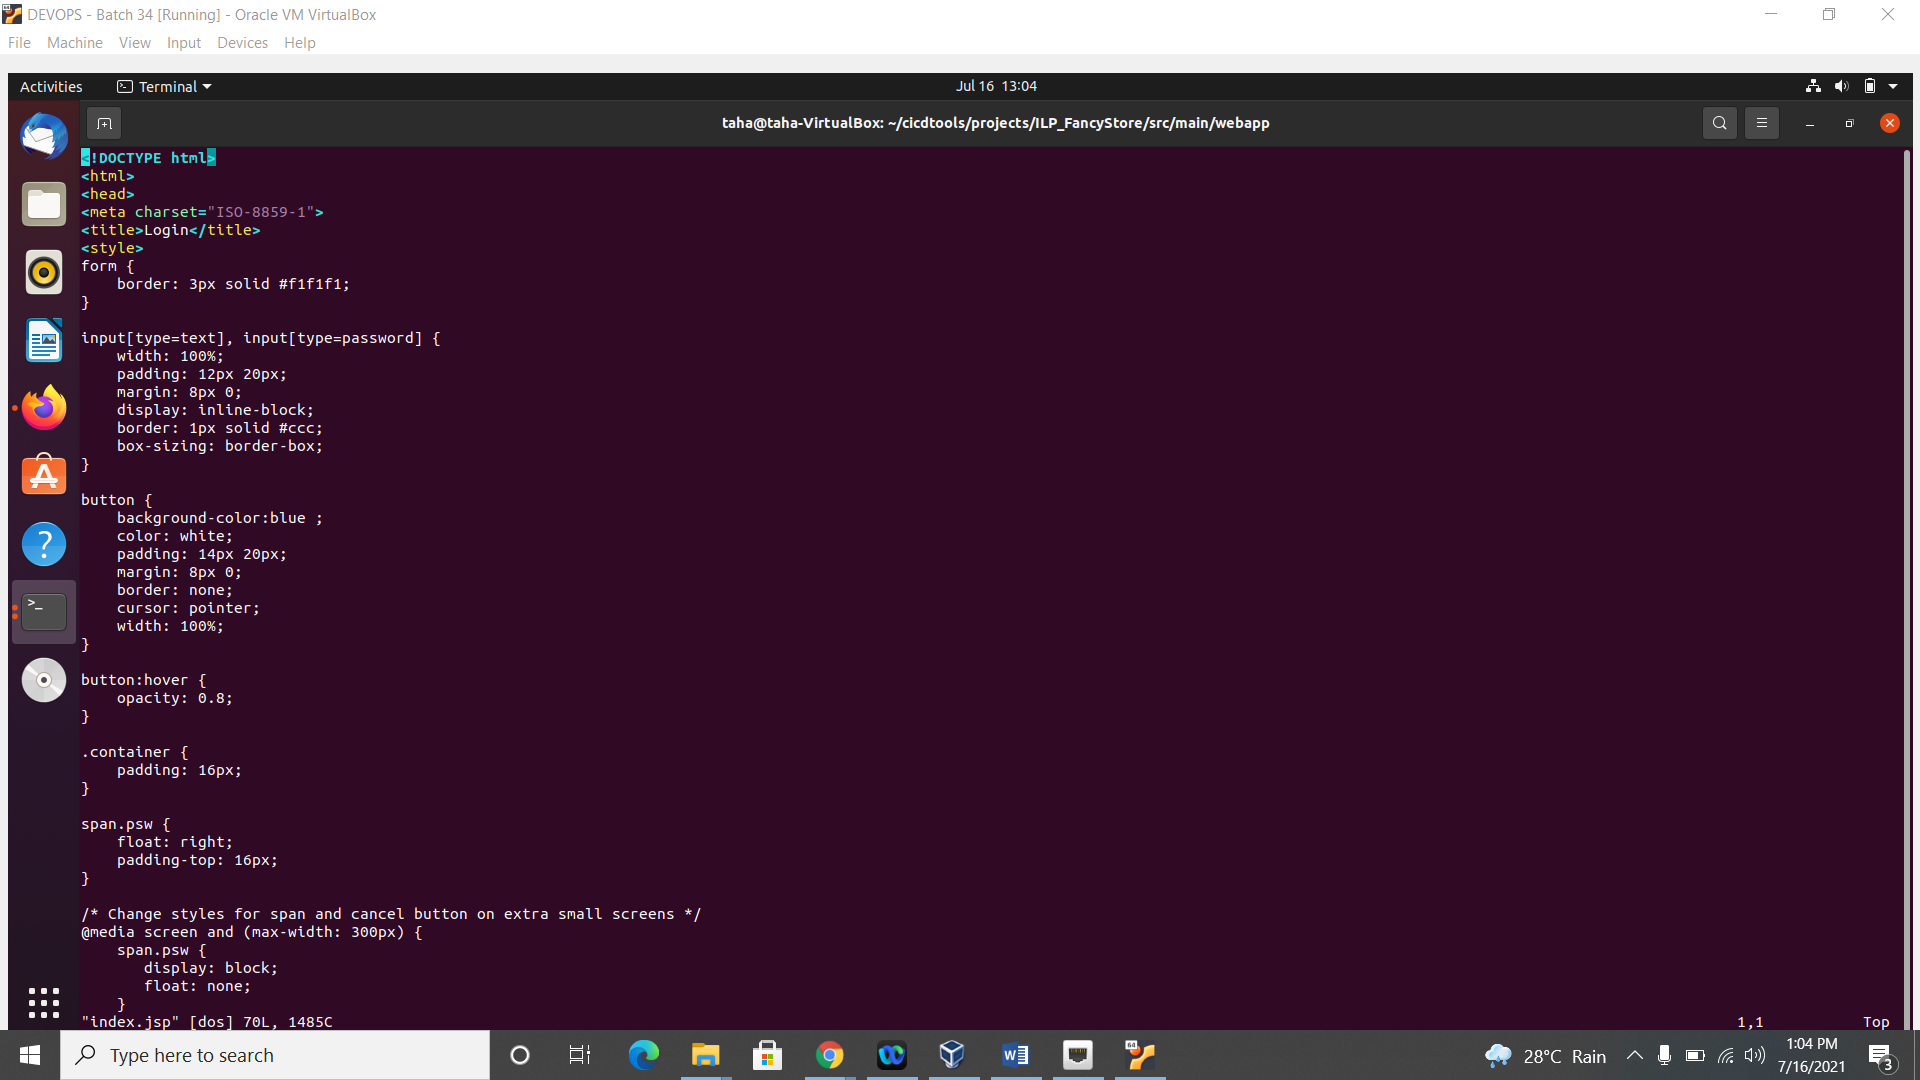 DEVOPS - Batch 34 [Running] - Oracle VM VirtualBox
File Machine View Input Devices Help
Activities Terminal Jul 16 13:04
taha@taha-VirtualBox: ~/cicdtools/projects/ILP_FancyStore/src/main/webapp
<!DOCTYPE html>
<html>
<head>
<meta charset="ISO-8859-1">
<title>Login</title>
<style>
form {
    border: 3px solid #f1f1f1;
}
input[type=text], input[type=password] {
    width: 100%;
    padding: 12px 20px;
    margin: 8px 0;
    display: inline-block;
    border: 1px solid #ccc;
    box-sizing: border-box;
}
button {
    background-color:blue ;
    color: white;
    padding: 14px 20px;
    margin: 8px 0;
    border: none;
    cursor: pointer;
    width: 100%;
}
button:hover {
    opacity: 0.8;
}
.container {
    padding: 16px;
}
span.psw {
    float: right;
    padding-top: 16px;
}
/* Change styles for span and cancel button on extra small screens */
@media screen and (max-width: 300px) {
    span.psw {
       display: block;
       float: none;
    }
"index.jsp" [dos] 70L, 1485C 1,1 Top
Type here to search
28°C Rain
1:04 PM
7/16/2021
3